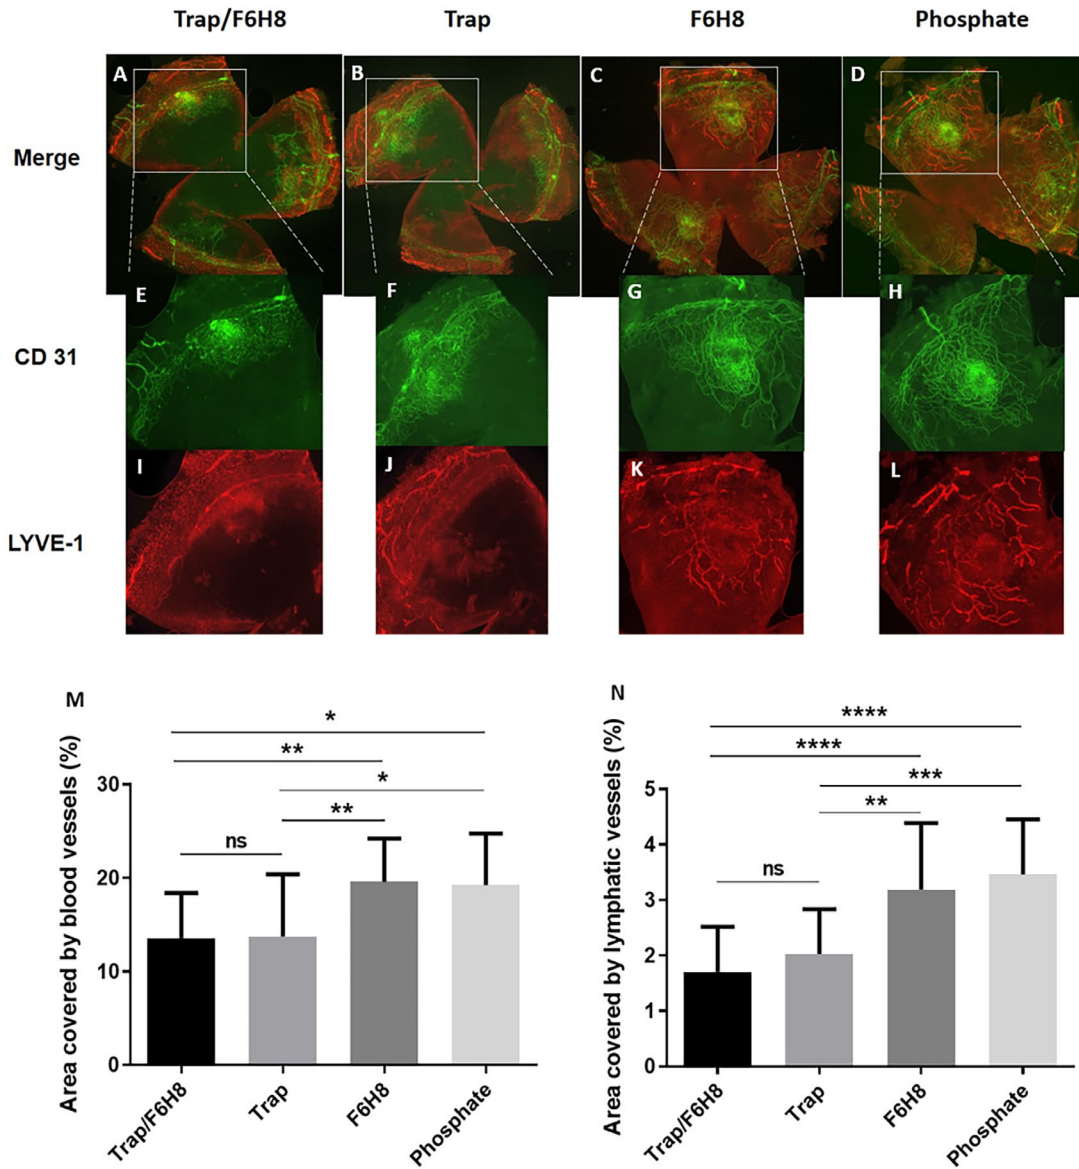 Trap/F6H8 Trap F6H8 Phosphate
A B C D
Merge
E F G H
CD 31
I J K L
LYVE-1
M
Area covered by blood vessels (%)
*
**
*
**
ns
30
20
10
0
Trap/F6H8 Trap F6H8 Phosphate
N
Area covered by lymphatic vessels (%)
****
****
***
**
ns
5
4
3
2
1
0
Trap/F6H8 Trap F6H8 Phosphate